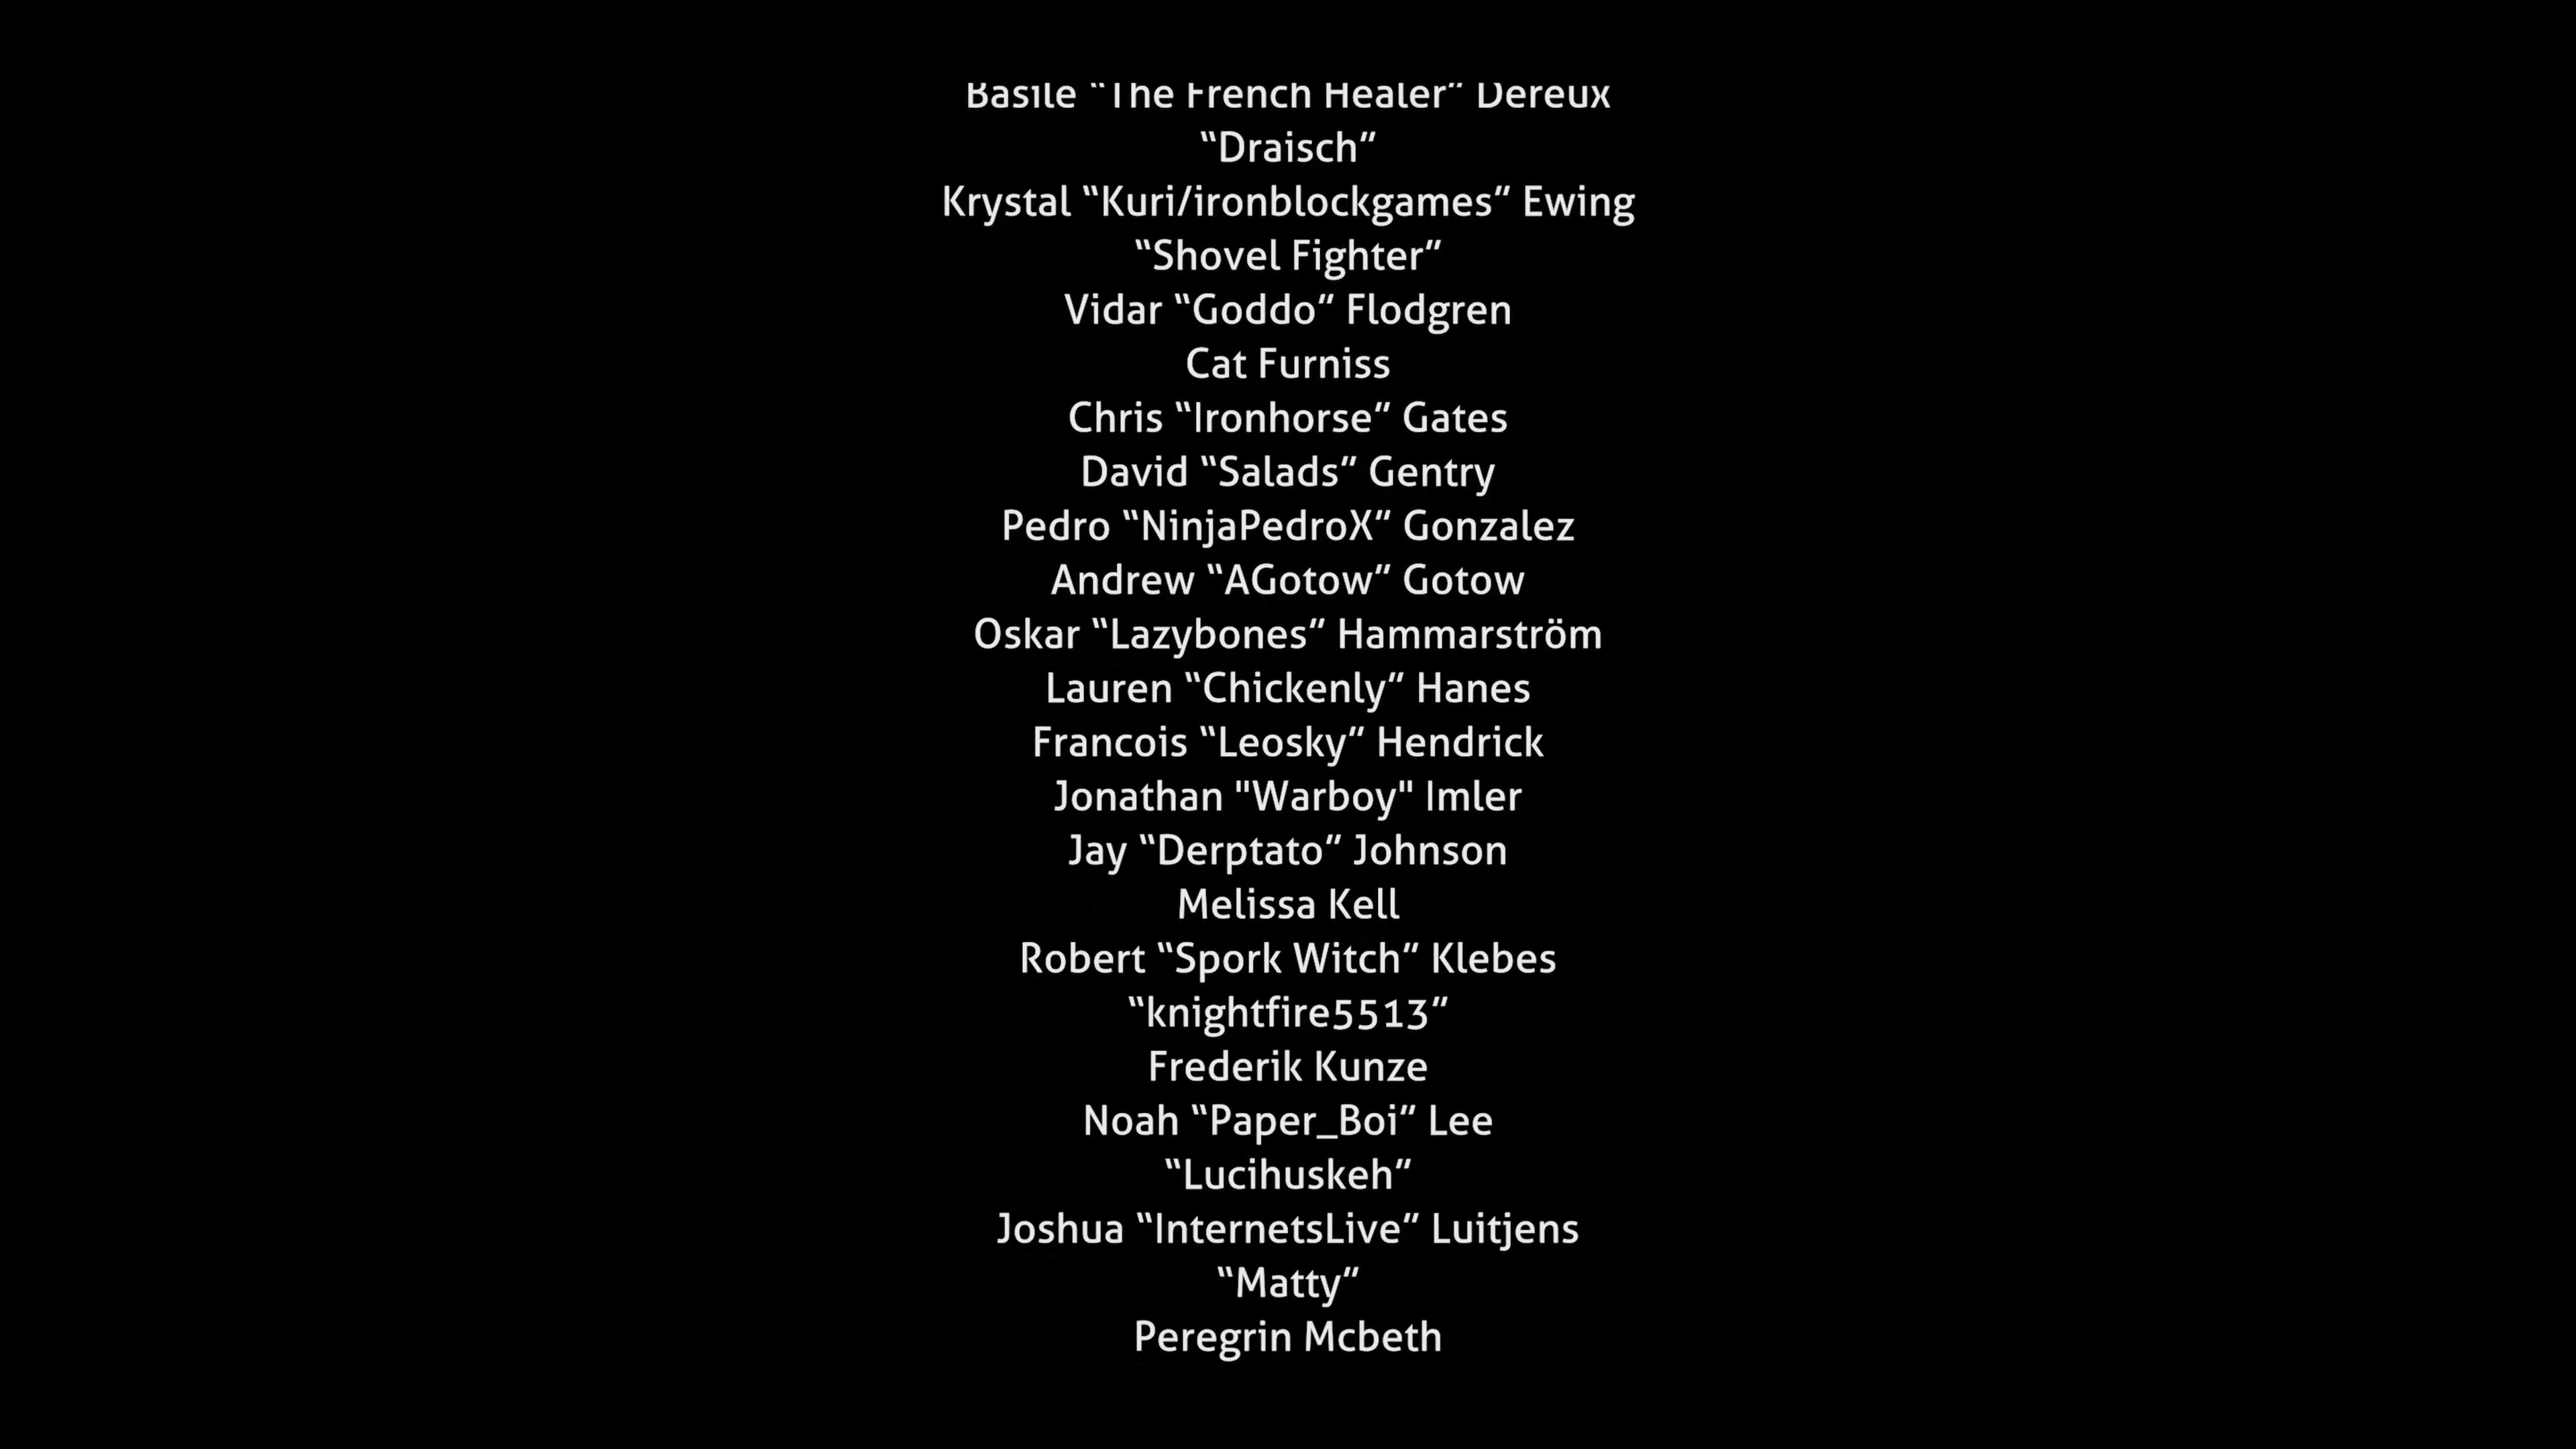 Basile “The French Healer” Dereux
“Draisch”
Krystal “Kuri/ironblockgames” Ewing
“Shovel Fighter”
Vidar “Goddo” Flodgren
Cat Furniss
Chris “Ironhorse” Gates
David “Salads” Gentry
Pedro “NinjaPedroX” Gonzalez
Andrew “AGotow” Gotow
Oskar “Lazybones” Hammarström
Lauren “Chickenly” Hanes
Francois “Leosky” Hendrick
Jonathan "Warboy" Imler
Jay “Derptato” Johnson
Melissa Kell
Robert “Spork Witch” Klebes
“knightfire5513”
Frederik Kunze
Noah “Paper_Boi” Lee
“Lucihuskeh”
Joshua “InternetsLive” Luitjens
“Matty”
Peregrin Mcbeth